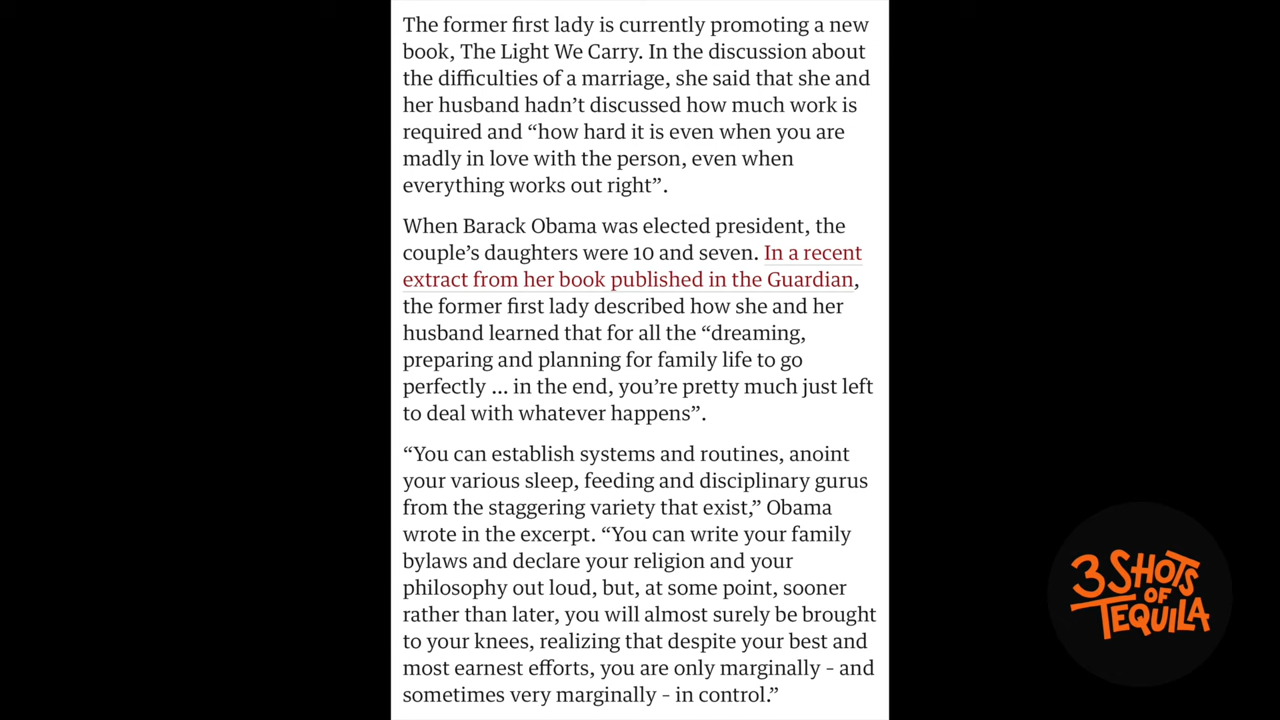 The former first lady is currently promoting a new
book, The Light We Carry. In the discussion about
the difficulties of a marriage, she said that she and
her husband hadn’t discussed how much work is
required and “how hard it is even when you are
madly in love with the person, even when
everything works out right”.
When Barack Obama was elected president, the
couple’s daughters were 10 and seven. In a recent
extract from her book published in the Guardian,
the former first lady described how she and her
husband learned that for all the “dreaming,
preparing and planning for family life to go
perfectly ... in the end, you’re pretty much just left
to deal with whatever happens”.
“You can establish systems and routines, anoint
your various sleep, feeding and disciplinary gurus
from the staggering variety that exist,” Obama
wrote in the excerpt. “You can write your family
bylaws and declare your religion and your
philosophy out loud, but, at some point, sooner
rather than later, you will almost surely be brought
to your knees, realizing that despite your best and
most earnest efforts, you are only marginally – and
sometimes very marginally – in control.”
3 SHOTS
OF
TEQUILA